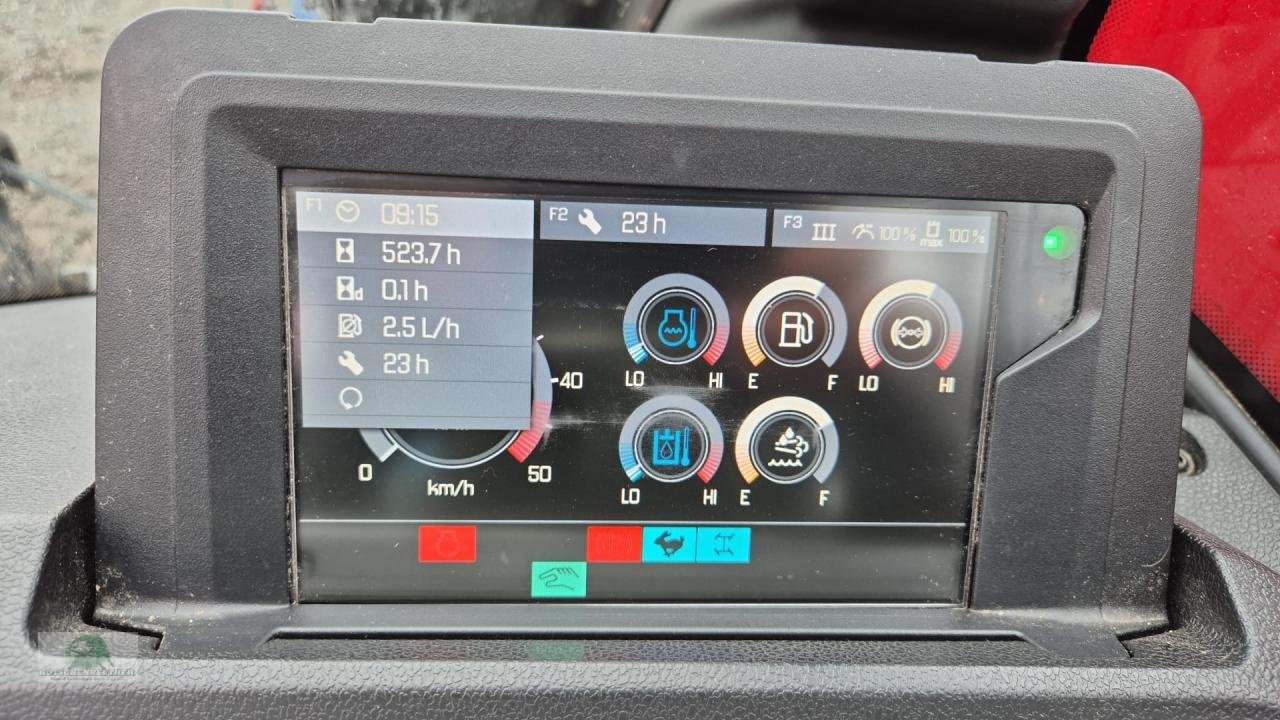 F1 09:15
F2 23 h
F3 III 100 % max 100 %
523.7 h
d 0.1 h
2.5 L/h
23 h
40
0 50
km/h
LO HI E F LO HI
LO HI E F
BOTSCHENREUTHER